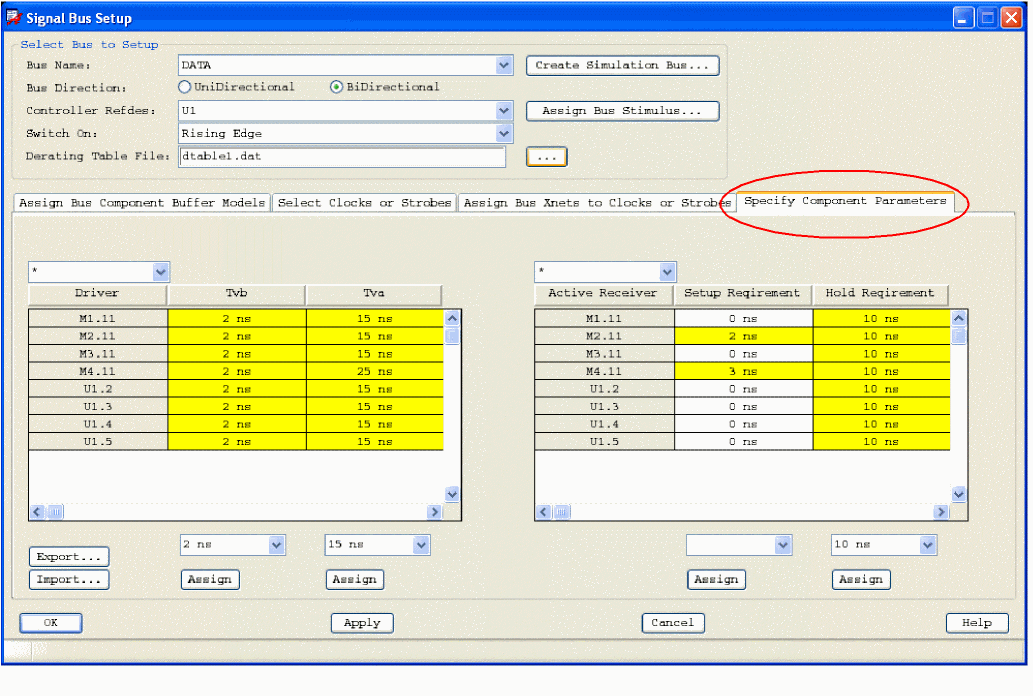 Signal Bus Setup
Select Bus to Setup
Bus Name: DATA Create Simulation Bus...
Bus Direction: UniDirectional BiDirectional
Controller Refdes: U1 Assign Bus Stimulus...
Switch On: Rising Edge
Derating Table File: dtable1.dat ...
Assign Bus Component Buffer Models Select Clocks or Strobes Assign Bus Xnets to Clocks or Strobes Specify Component Parameters
* *
Driver Tvb Tva Active Receiver Setup Reqirement Hold Reqirement
M1.11 2 ns 15 ns M1.11 0 ns 10 ns
M2.11 2 ns 15 ns M2.11 2 ns 10 ns
M3.11 2 ns 15 ns M3.11 0 ns 10 ns
M4.11 2 ns 25 ns M4.11 3 ns 10 ns
U1.2 2 ns 15 ns U1.2 0 ns 10 ns
U1.3 2 ns 15 ns U1.3 0 ns 10 ns
U1.4 2 ns 15 ns U1.4 0 ns 10 ns
U1.5 2 ns 15 ns U1.5 0 ns 10 ns
2 ns 15 ns 10 ns
Export...
Import... Assign Assign Assign Assign
OK Apply Cancel Help